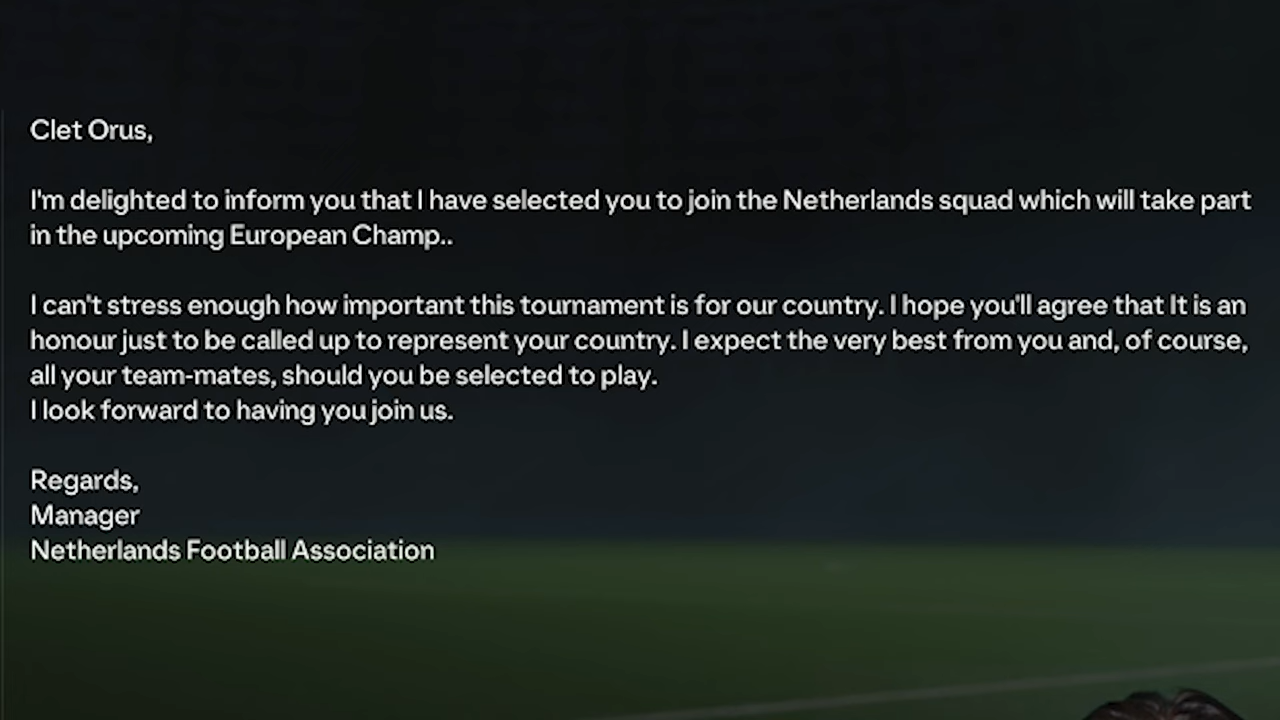 Clet Orus,
I'm delighted to inform you that I have selected you to join the Netherlands squad which will take part
in the upcoming European Champ..
I can't stress enough how important this tournament is for our country. I hope you'll agree that It is an
honour just to be called up to represent your country. I expect the very best from you and, of course,
all your team-mates, should you be selected to play.
I look forward to having you join us.
Regards,
Manager
Netherlands Football Association